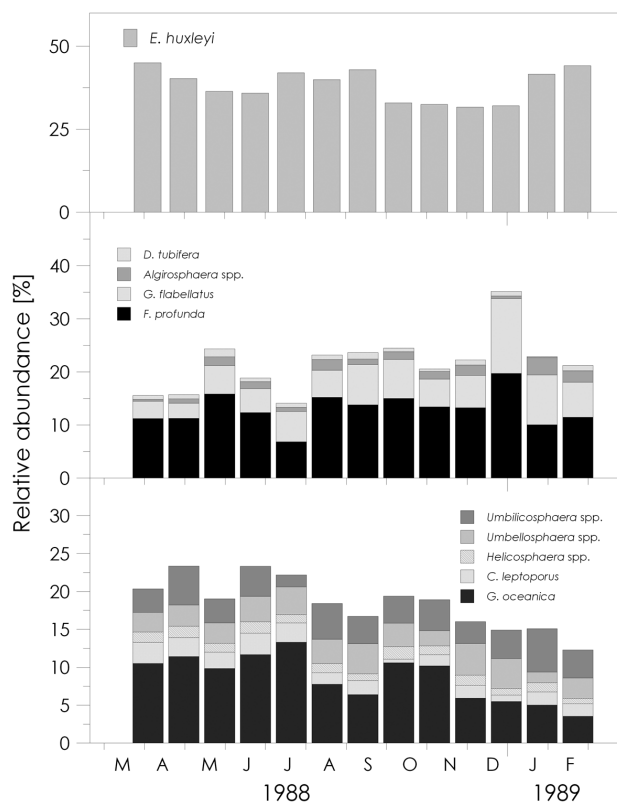 E. huxleyi
50
25
0
D. tubifera
Algirosphaera spp.
G. flabellatus
F. profunda
40
30
20
10
0
Relative abundance [%]
Umbilicosphaera spp.
Umbellosphaera spp.
Helicosphaera spp.
C. leptoporus
G. oceanica
30
25
20
15
10
5
0
M A M J J A S O N D J F
1988 1989